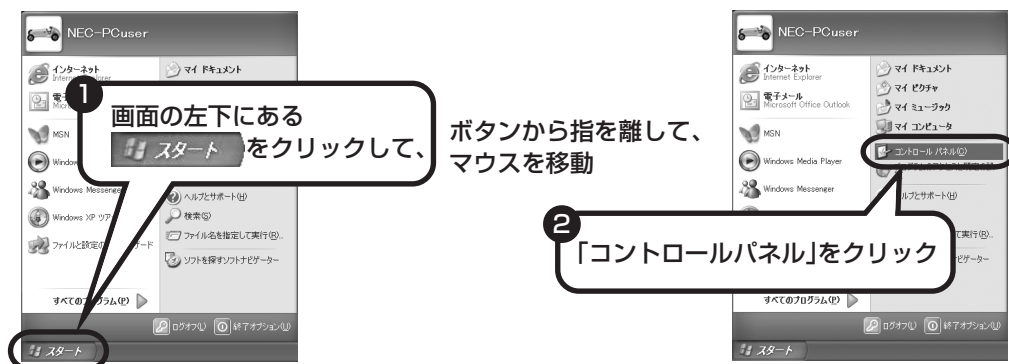 NEC-PCuser
インターネット
Internet Explorer
マイ ドキュメント
1
画面の左下にある
スタート をクリックして、
MSN
Windows Messenger
ヘルプとサポート(H)
検索(S)
ファイル名を指定して実行(R)...
ソフトを探すソフトナビゲーター
すべてのプログラム(P)
ログオフ(L) 終了オプション(U)
スタート
ボタンから指を離して、
マウスを移動
NEC-PCuser
インターネット
Internet Explorer
電子メール
Microsoft Office Outlook
MSN
Windows Media Player
Windows Messenger
マイ ドキュメント
マイ ピクチャ
マイ ミュージック
マイ コンピュータ
コントロール パネル(C)
2
「コントロールパネル」をクリック
すべてのプログラム(P)
ログオフ(L) 終了オプション(U)
スタート